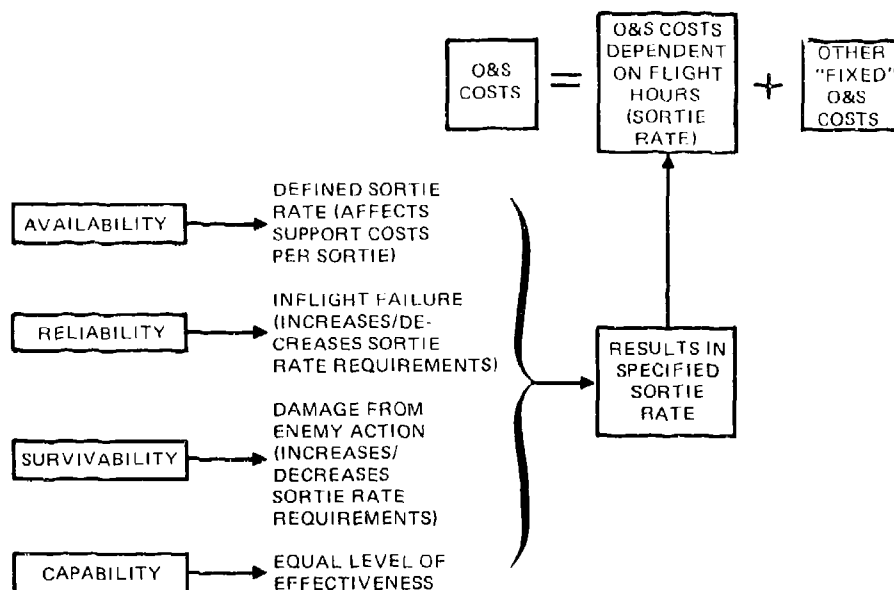 O&S
COSTS
=
O&S COSTS
DEPENDENT
ON FLIGHT
HOURS
(SORTIE
RATE)
+
OTHER
"FIXED"
O&S
COSTS
AVAILABILITY
DEFINED SORTIE
RATE (AFFECTS
SUPPORT COSTS
PER SORTIE)
RELIABILITY
INFLIGHT FAILURE
(INCREASES/DE-
CREASES SORTIE
RATE REQUIREMENTS)
SURVIVABILITY
DAMAGE FROM
ENEMY ACTION
(INCREASES/
DECREASES
SORTIE RATE
REQUIREMENTS)
CAPABILITY
EQUAL LEVEL OF
EFFECTIVENESS
RESULTS IN
SPECIFIED
SORTIE
RATE